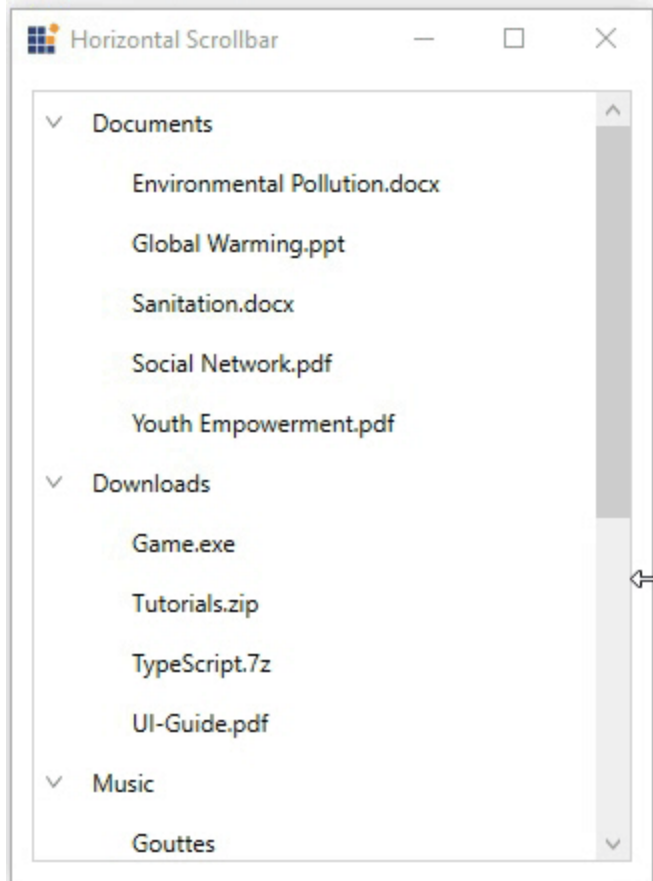 Horizontal Scrollbar
Documents
Environmental Pollution.docx
Global Warming.ppt
Sanitation.docx
Social Network.pdf
Youth Empowerment.pdf
Downloads
Game.exe
Tutorials.zip
TypeScript.7z
UI-Guide.pdf
Music
Gouttes